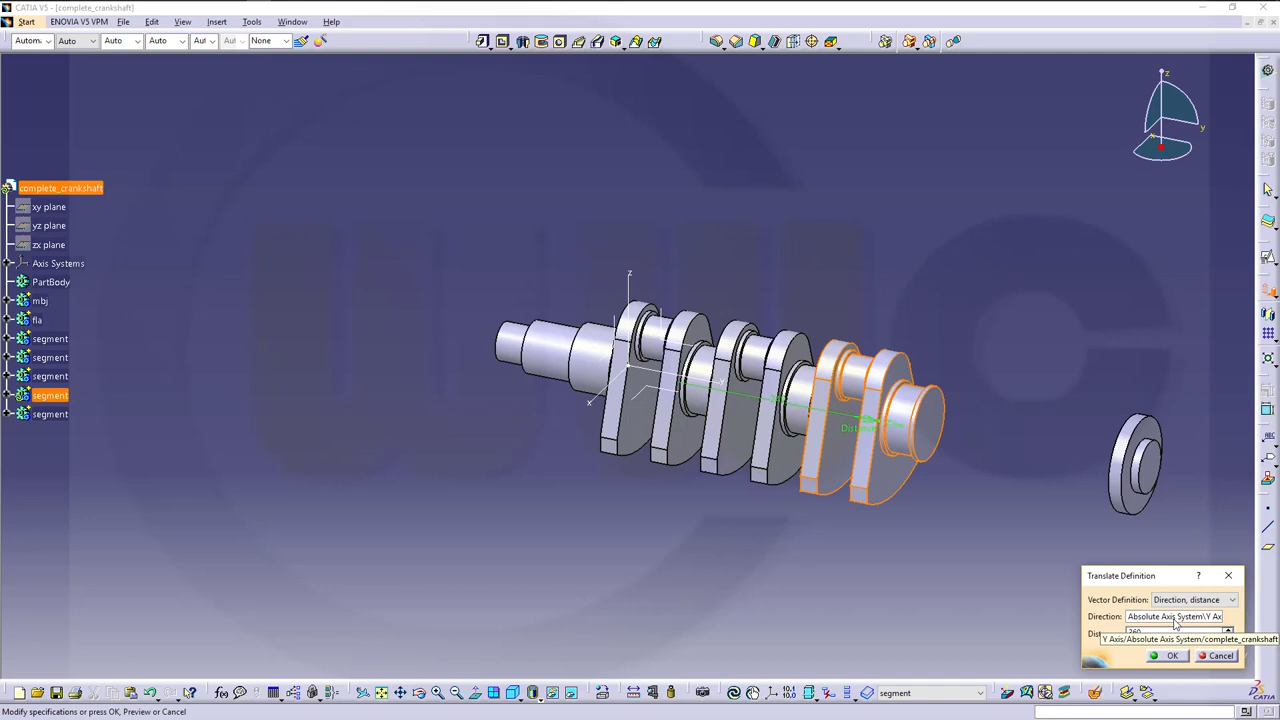 CATIA V5 - [complete_crankshaft]
Start ENOVIA V5 VPM File Edit View Insert Tools Window Help
Autom Auto Auto Auto Aut Aut None
z
y
x
complete_crankshaft
xy plane
yz plane
zx plane
Axis Systems
PartBody
mbj
fla
segment
segment
segment
segment
segment
z
y
x
Translate Definition ?
Vector Definition: Direction, distance
Direction: Absolute Axis System\Y Ax
Y Axis/Absolute Axis System/complete_crankshaft
OK Cancel
segment
CATIA
Modify specifications or press OK, Preview or Cancel